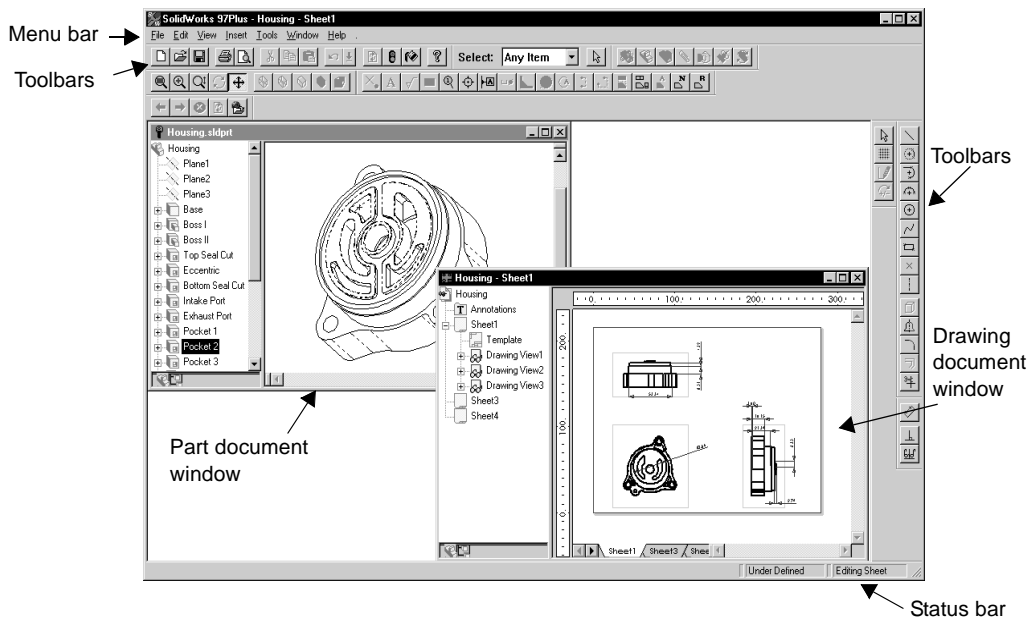 SolidWorks 97Plus - Housing - Sheet1
Menu bar
File Edit View Insert Tools Window Help
Toolbars
Select: Any Item
Housing.sldprt
Housing
Plane1
Plane2
Plane3
Base
Boss I
Boss II
Top Seal Cut
Eccentric
Bottom Seal Cut
Intake Port
Exhaust Port
Pocket 1
Pocket 2
Pocket 3
Toolbars
Housing - Sheet1
Housing
Annotations
Sheet1
Template
Drawing View1
Drawing View2
Drawing View3
Sheet3
Sheet4
0 100 200 300
200
100
0
Sheet1 Sheet3 Shee
Drawing
document
window
Part document
window
Under Defined Editing Sheet
Status bar